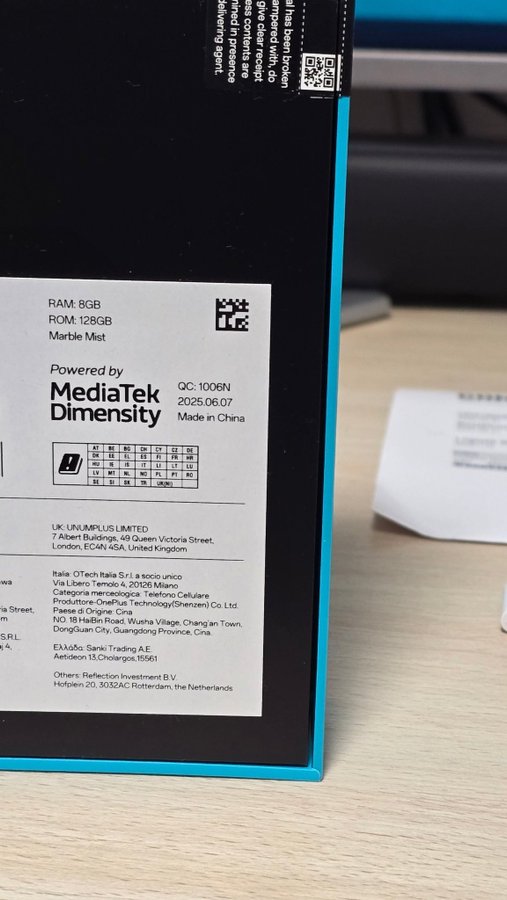 al has been broken
ampered with, do
give clear receipt
ess contents are
mined in presence
delivering agent.
RAM: 8GB
ROM: 128GB
Marble Mist
Powered by
MediaTek
Dimensity
QC: 1006N
2025.06.07
Made in China
AT BE BG CH CY CZ DE
DK EE EL ES FI FR HR
HU IE IS IT LI LT LU
LV MT NL NO PL PT RO
SE SI SK TR UK(NI)
UK: UNUMPLUS LIMITED
7 Albert Buildings, 49 Queen Victoria Street,
London, EC4N 4SA, United Kingdom
Italia: OTech Italia S.r.l. a socio unico
Via Libero Temolo 4, 20126 Milano
Categoria merceologica: Telefono Cellulare
Produttore-OnePlus Technology(Shenzen) Co. Ltd.
Paese di Origine: Cina
NO. 18 HaiBin Road, Wusha Village, Chang'an Town,
DongGuan City, Guangdong Province, Cina.
Ελλάδα: Sanki Trading A.E.
Aetideon 13,Cholargos,15561
Others: Reflection Investment B.V.
Hofplein 20, 3032AC Rotterdam, the Netherlands
wa
ria Street,
m
S.R.L.
aj 4,